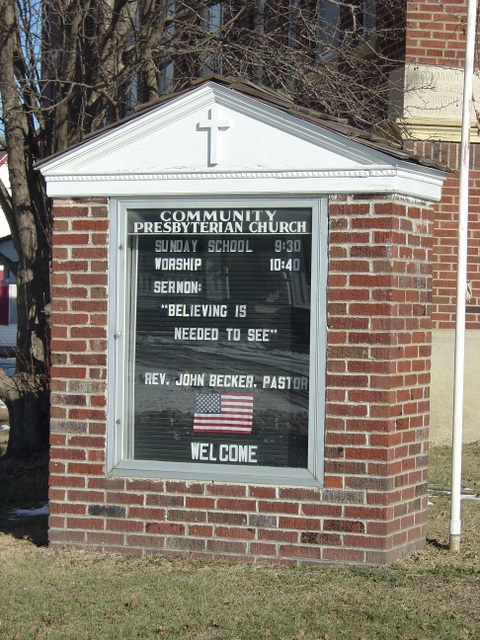 COMMUNITY
PRESBYTERIAN CHURCH
SUNDAY SCHOOL 9:30
WORSHIP 10:40
SERMON:
"BELIEVING IS
NEEDED TO SEE"
REV. JOHN BECKER, PASTOR
WELCOME